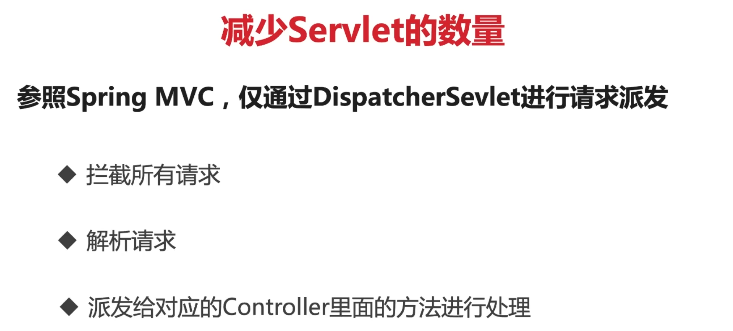 减少Servlet的数量
参照Spring MVC，仅通过DispatcherSevlet进行请求派发
◆ 拦截所有请求
◆ 解析请求
◆ 派发给对应的Controller里面的方法进行处理